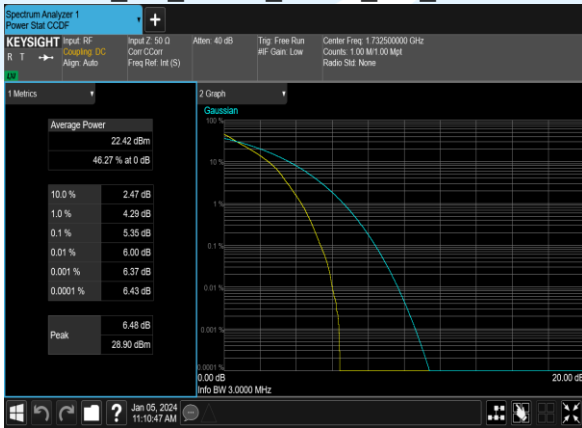 Spectrum Analyzer 1
Power Stat CCDF
KEYSIGHT
R T
Input: RF
Coupling: DC
Align: Auto
Input Z: 50 Ω
Corr CCorr
Freq Ref: Int (S)
Atten: 40 dB
Trig: Free Run
#IF Gain: Low
Center Freq: 1.732500000 GHz
Counts: 1.00 M/1.00 Mpt
Radio Std: None
1 Metrics
Average Power
22.42 dBm
46.27 % at 0 dB
10.0 % 2.47 dB
1.0 % 4.29 dB
0.1 % 5.35 dB
0.01 % 6.00 dB
0.001 % 6.37 dB
0.0001 % 6.43 dB
Peak
6.48 dB
28.90 dBm
2 Graph
Gaussian
100 %
10 %
1 %
0.1 %
0.01 %
0.001 %
0.0001 %
0.00 dB
20.00 dB
Info BW 3.0000 MHz
?
Jan 05, 2024
11:10:47 AM